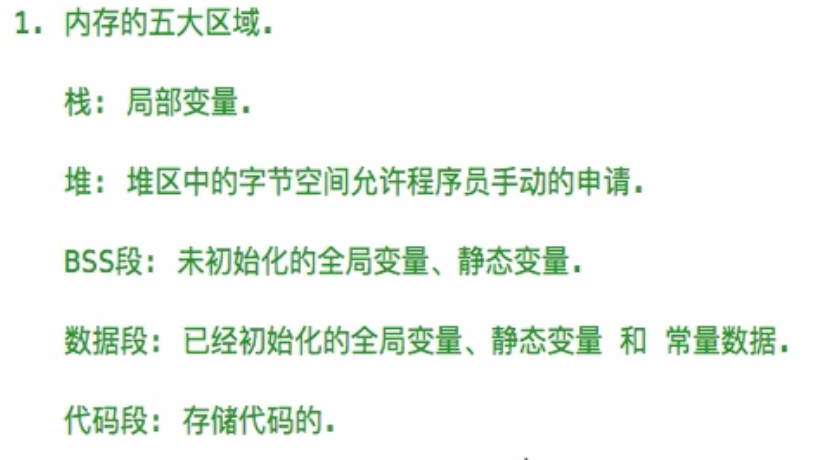 1. 内存的五大区域.
栈: 局部变量.
堆: 堆区中的字节空间允许程序员手动的申请.
BSS段: 未初始化的全局变量、静态变量.
数据段: 已经初始化的全局变量、静态变量 和 常量数据.
代码段: 存储代码的.